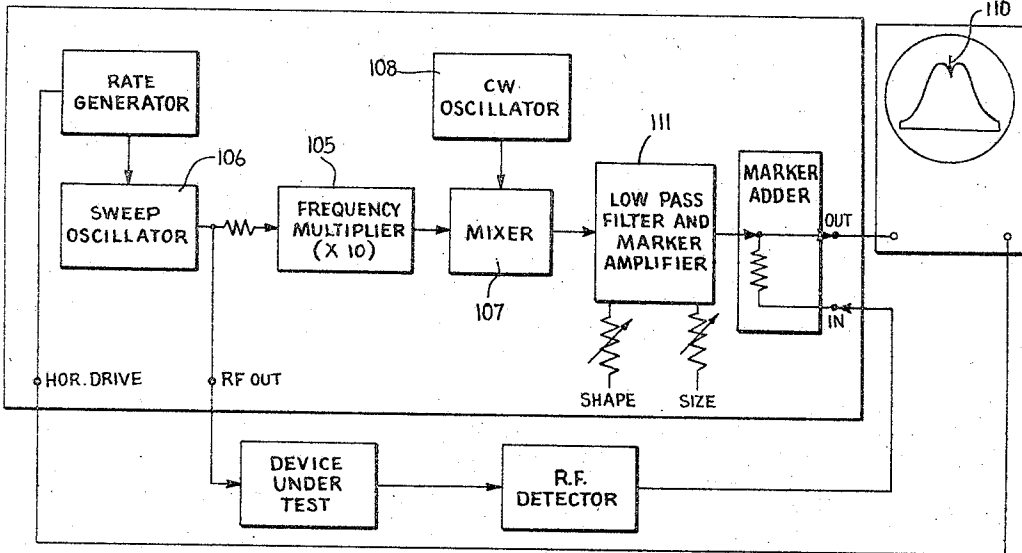 110
RATE
GENERATOR
108
CW
OSCILLATOR
111
106
105
SWEEP
OSCILLATOR
FREQUENCY
MULTIPLIER
(X 10)
MIXER
107
LOW PASS
FILTER AND
MARKER
AMPLIFIER
MARKER
ADDER
OUT
IN
HOR. DRIVE
RF OUT
SHAPE
SIZE
DEVICE
UNDER
TEST
R.F.
DETECTOR